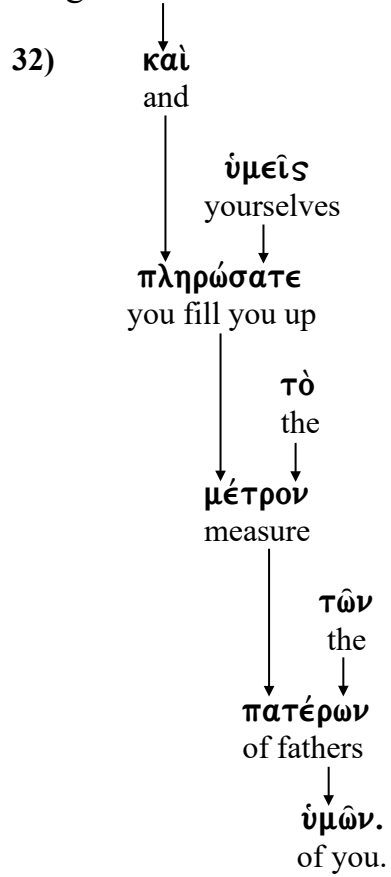 32) καὶ
and
ὑμεῖς
yourselves
πληρώσατε
you fill you up
τὸ
the
μέτρον
measure
τῶν
the
πατέρων
of fathers
ὑμῶν.
of you.